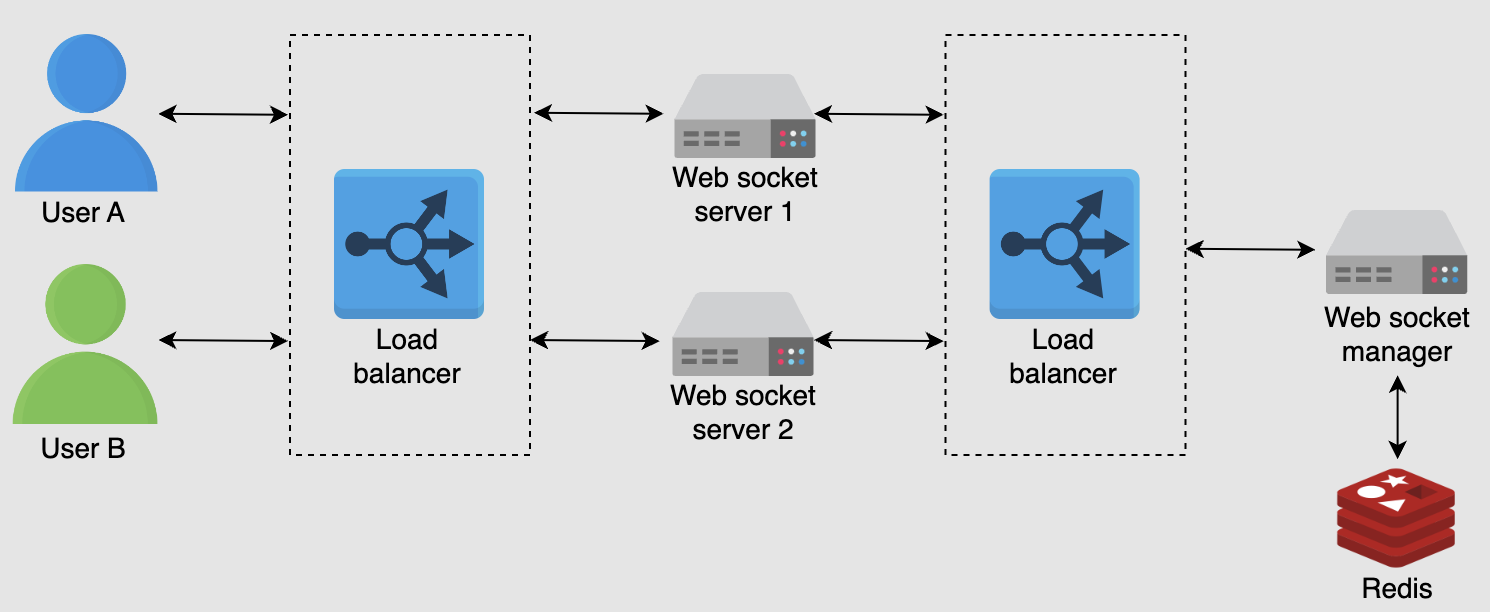 User A
User B
Load
balancer
Web socket
server 1
Web socket
server 2
Load
balancer
Web socket
manager
Redis